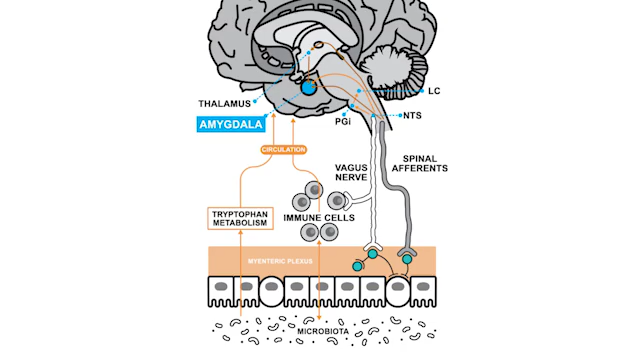 THALAMUS
AMYGDALA
LC
PGi
NTS
CIRCULATION
VAGUS
NERVE
SPINAL
AFFERENTS
TRYPTOPHAN
METABOLISM
IMMUNE CELLS
MYENTERIC PLEXUS
MICROBIOTA